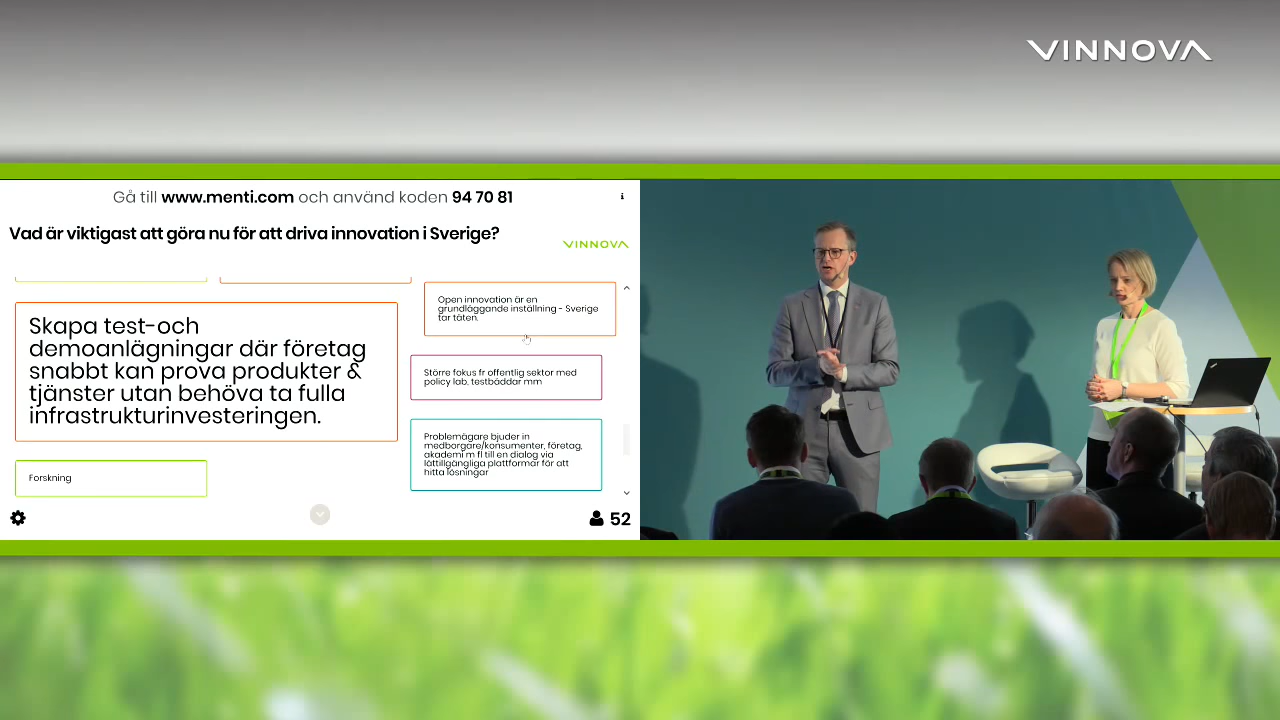 VINNOVA
Gå till www.menti.com och använd koden 94 70 81
Vad är viktigast att göra nu för att driva innovation i Sverige?
VINNOVA
Open innovation är en
grundläggande inställning - Sverige
tar täten.
Skapa test-och
demoanlägningar där företag
snabbt kan prova produkter &
tjänster utan behöva ta fulla
infrastrukturinvesteringen.
Större fokus fr offentlig sektor med
policy lab, testbäddar mm
Problemägare bjuder in
medborgare/konsumenter, företag,
akademi m fl till en dialog via
lättillgängliga plattformar för att
hitta lösningar
Forskning
52